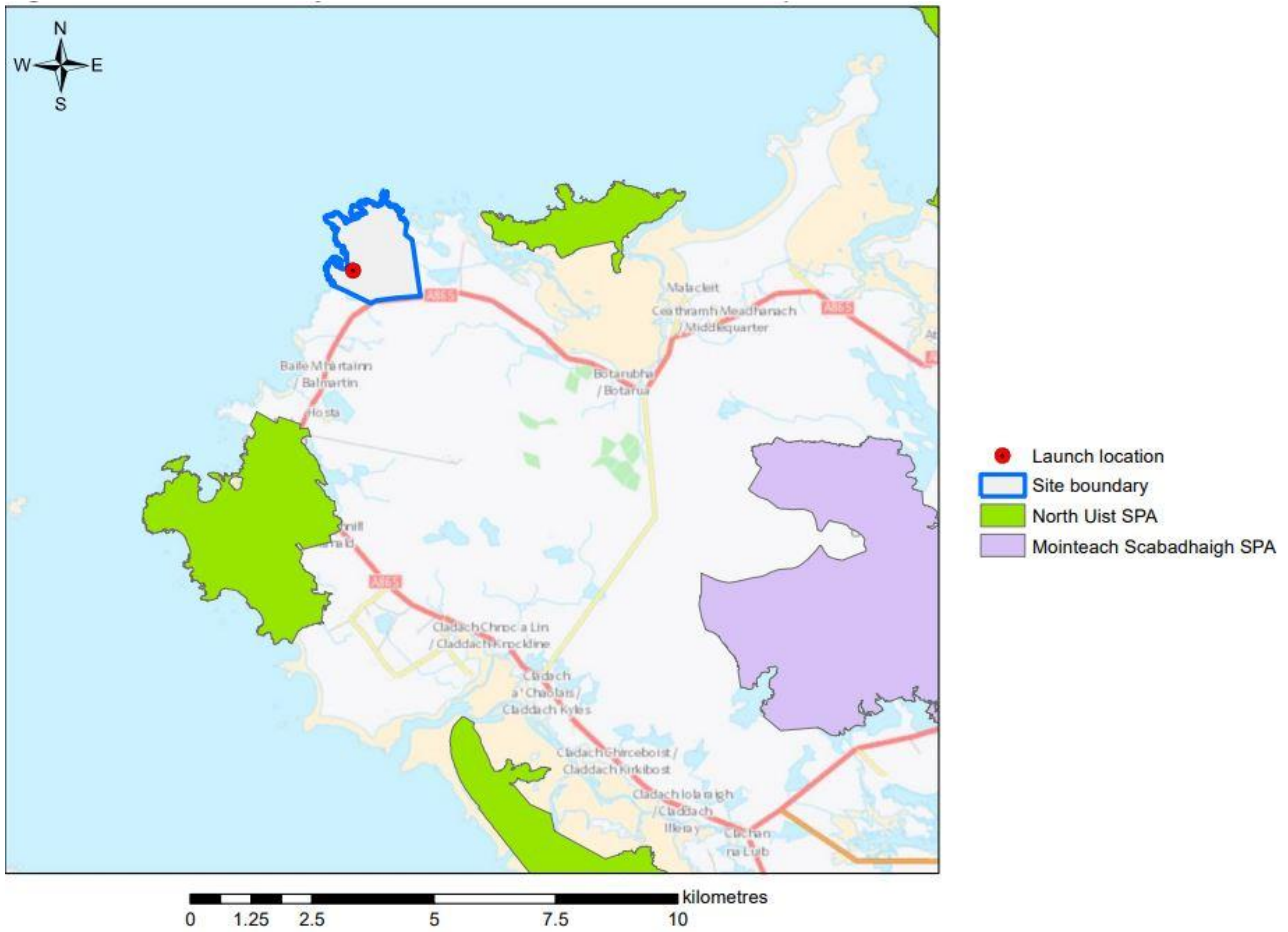 N
W E
S
A865
Malacleit
Ceathramh Meadhanach
/ Middlequarter
A865
Baile Mhartainn
/ Balmartin
Botarubha
/ Botarua
Hosta
A865
Cladach Chnoc a Lin
/ Claddach Knockline
Cladach
a' Chaolais /
Claddach Kyles
Cladach Chirceboist /
Claddach Kirkibost
Cladach Iolaraigh
/ Claddach
Illeray
Clachan
na Luib
Launch location
Site boundary
North Uist SPA
Mointeach Scabadhaigh SPA
kilometres
0 1.25 2.5 5 7.5 10